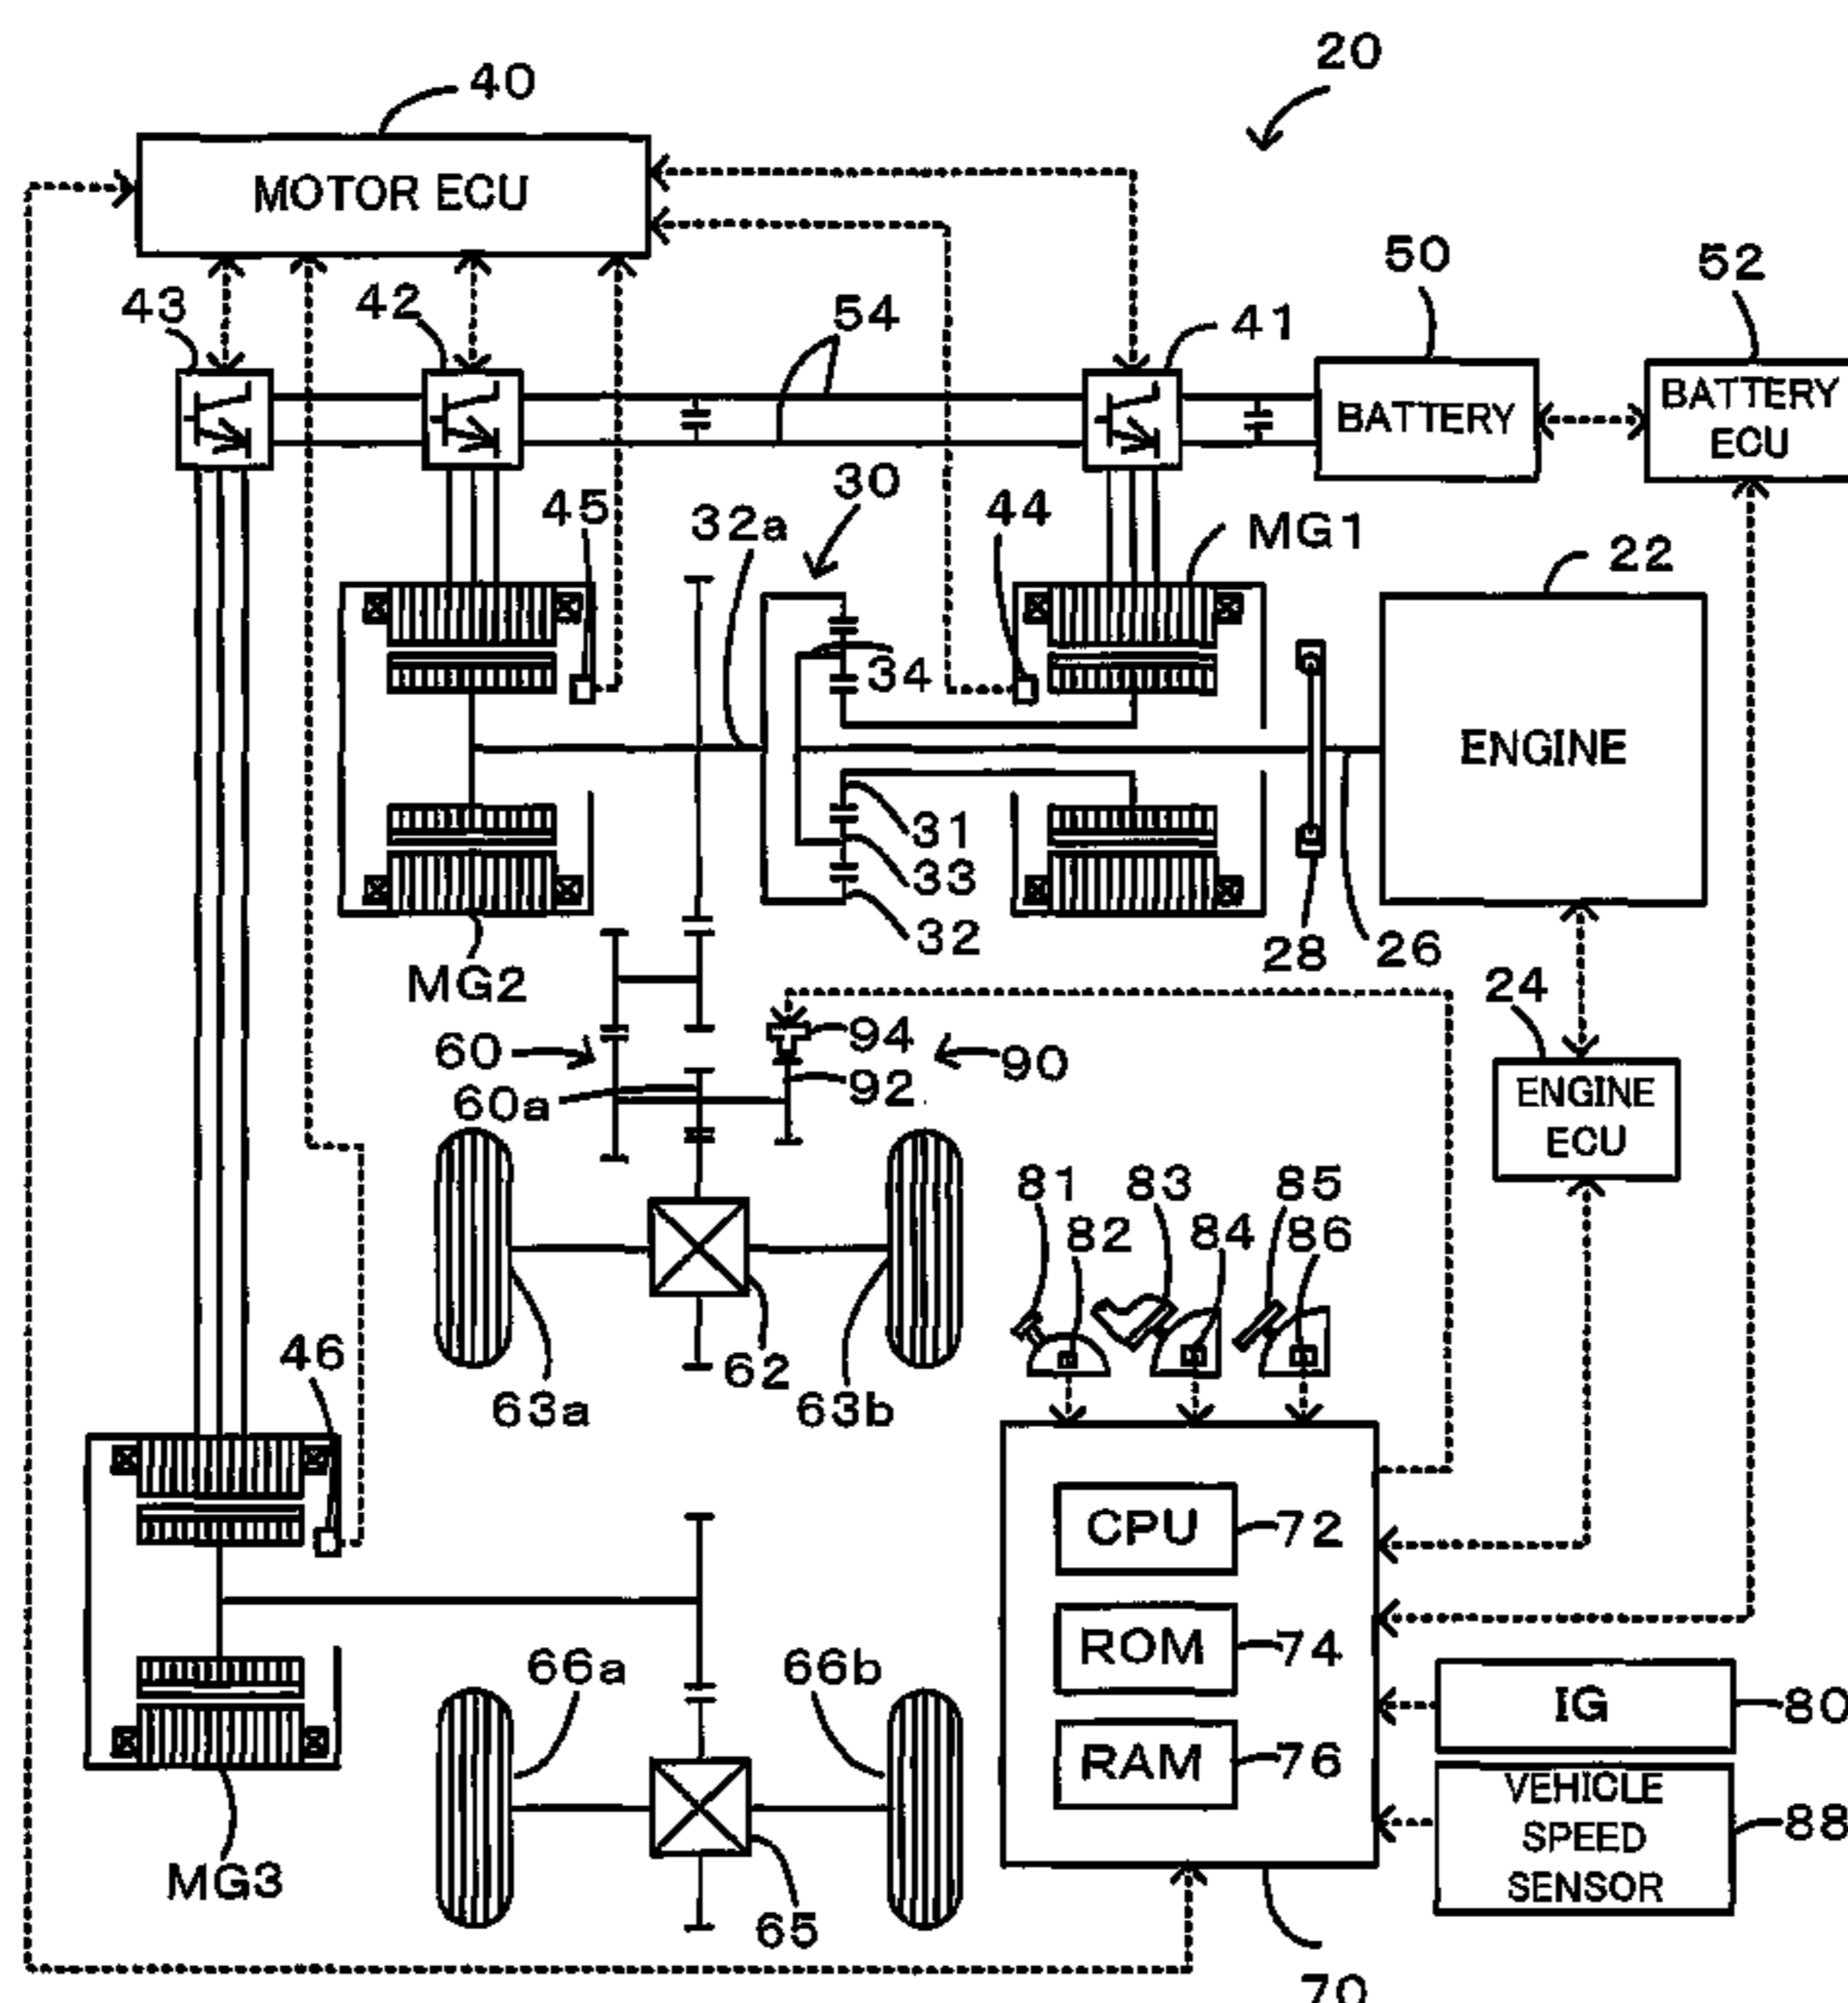 20
40
MOTOR ECU
50
52
43
42
54
41
BATTERY
BATTERY
ECU
45
32a
30
44
MG1
22
34
ENGINE
31
33
32
28
26
MG2
24
60
94
90
60a
92
ENGINE
ECU
81
83
85
82
84
86
46
63a
62
63b
CPU
72
ROM
74
66a
66b
IG
80
RAM
76
VEHICLE
SPEED
SENSOR
88
MG3
65
70